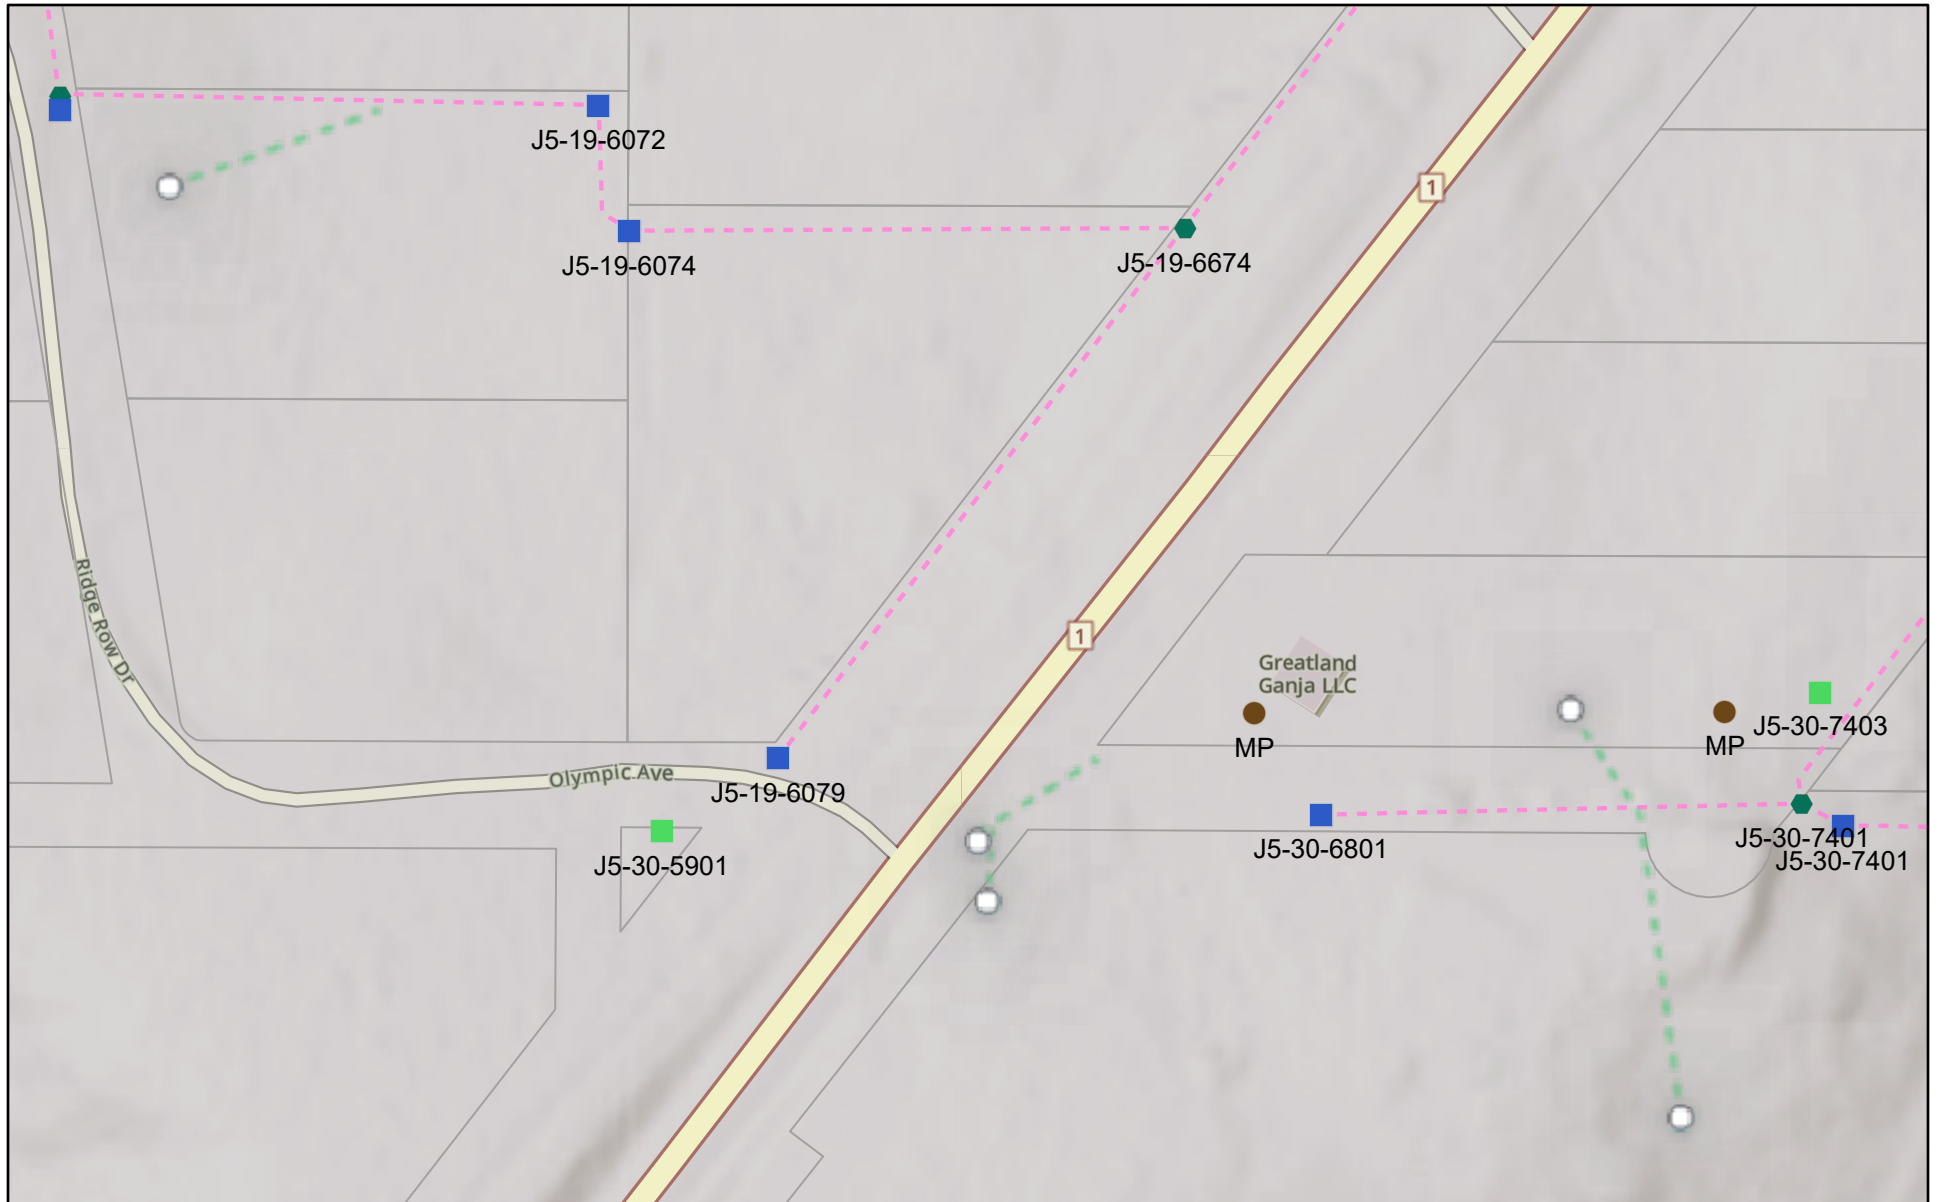 J5-19-6072
1
J5-19-6074
J5-19-6674
Ridge Row Dr
1
Greatland
Ganja LLC
MP
MP
J5-30-7403
Olympic Ave
J5-19-6079
J5-30-5901
J5-30-6801
J5-30-7401
J5-30-7401